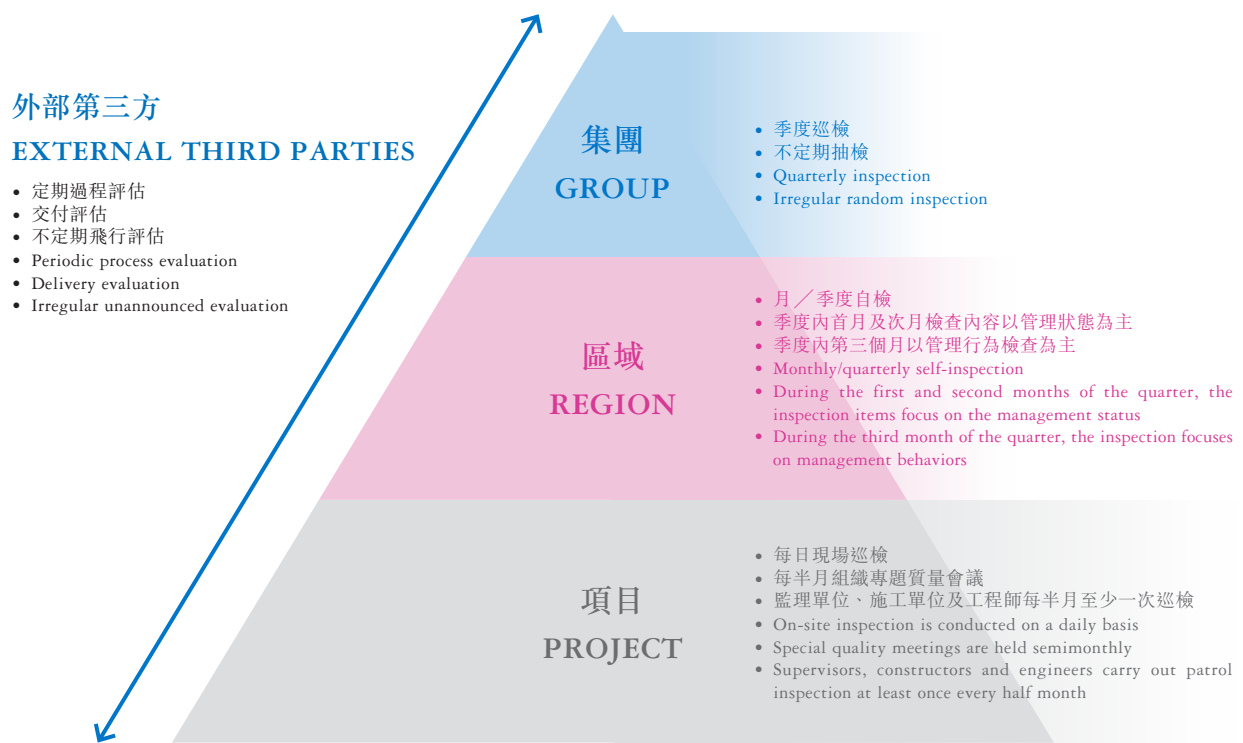 外部第三方
EXTERNAL THIRD PARTIES
• 定期過程評估
• 交付評估
• 不定期飛行評估
• Periodic process evaluation
• Delivery evaluation
• Irregular unannounced evaluation
集團
GROUP
• 季度巡檢
• 不定期抽檢
• Quarterly inspection
• Irregular random inspection
區域
REGION
• 月／季度自檢
• 季度內首月及次月檢查內容以管理狀態為主
• 季度內第三個月以管理行為檢查為主
• Monthly/quarterly self-inspection
• During the first and second months of the quarter, the
inspection items focus on the management status
• During the third month of the quarter, the inspection focuses
on management behaviors
項目
PROJECT
• 每日現場巡檢
• 每半月組織專題質量會議
• 監理單位、施工單位及工程師每半月至少一次巡檢
• On-site inspection is conducted on a daily basis
• Special quality meetings are held semimonthly
• Supervisors, constructors and engineers carry out patrol
inspection at least once every half month